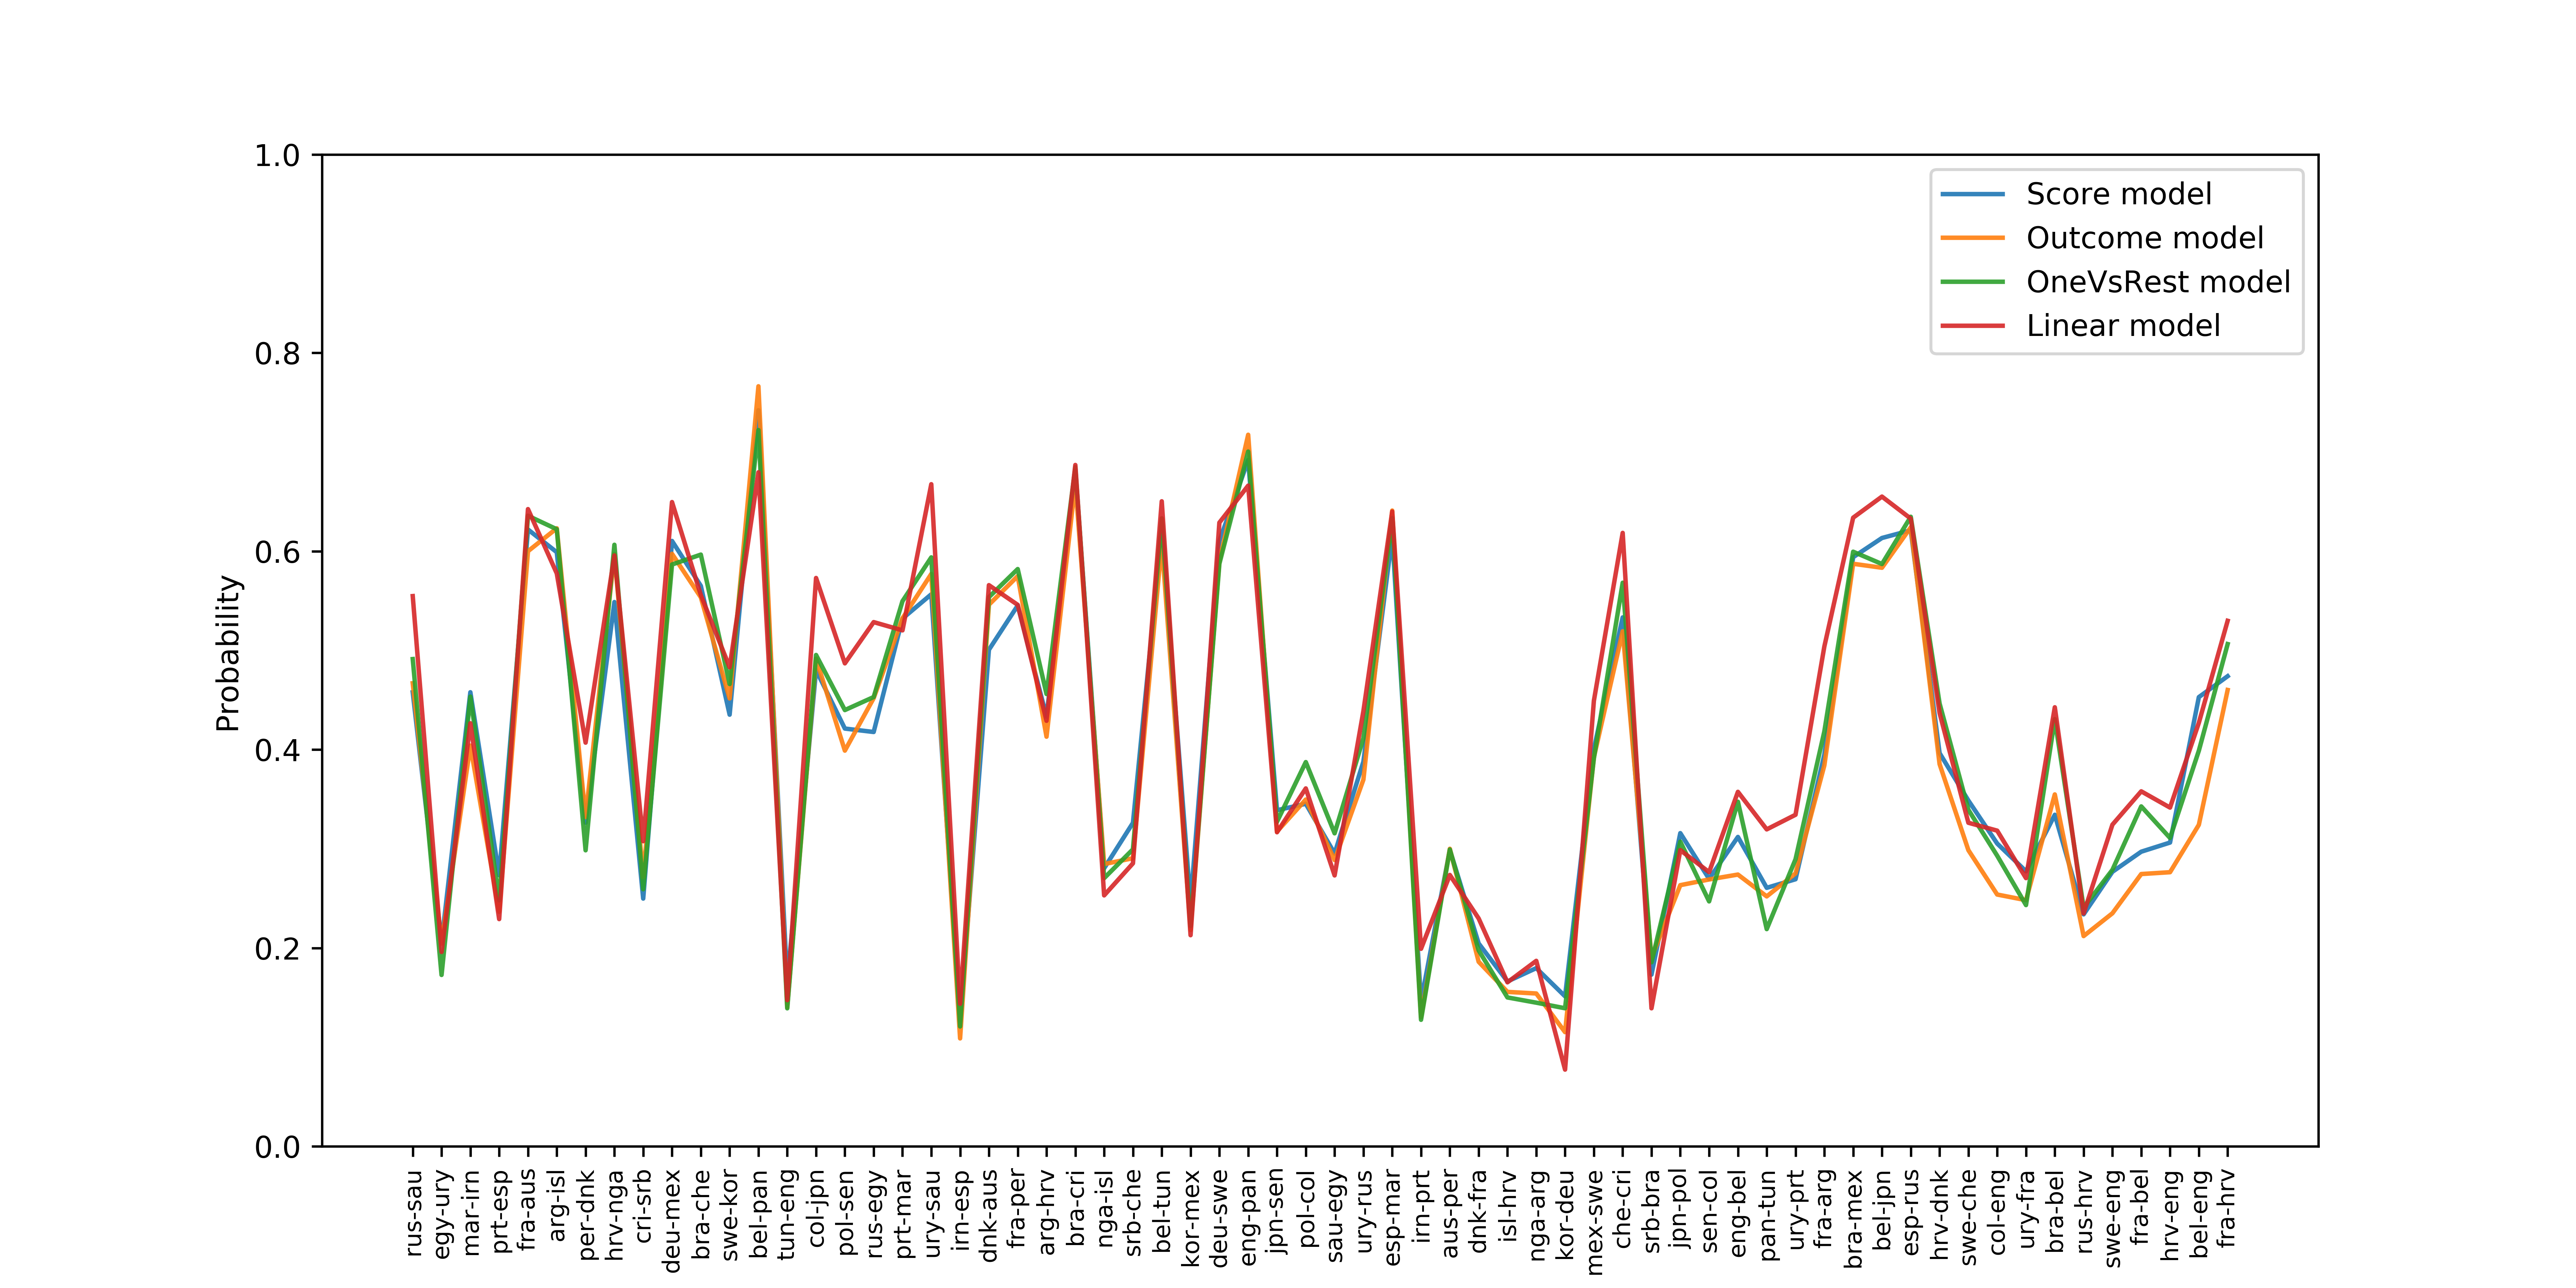 1.0
0.8
0.6
0.4
0.2
0.0
Probability
Score model
Outcome model
OneVsRest model
Linear model
rus-sau
egy-ury
mar-irn
prt-esp
fra-aus
arg-isl
per-dnk
hrv-nga
cri-srb
deu-mex
bra-che
swe-kor
bel-pan
tun-eng
col-jpn
pol-sen
rus-egy
prt-mar
ury-sau
irn-esp
dnk-aus
fra-per
arg-hrv
bra-cri
nga-isl
srb-che
bel-tun
kor-mex
deu-swe
eng-pan
jpn-sen
pol-col
sau-egy
ury-rus
esp-mar
irn-prt
aus-per
dnk-fra
isl-hrv
nga-arg
kor-deu
mex-swe
che-cri
srb-bra
jpn-pol
sen-col
eng-bel
pan-tun
ury-prt
fra-arg
bra-mex
bel-jpn
esp-rus
hrv-dnk
swe-che
col-eng
ury-fra
bra-bel
rus-hrv
swe-eng
fra-bel
hrv-eng
bel-eng
fra-hrv